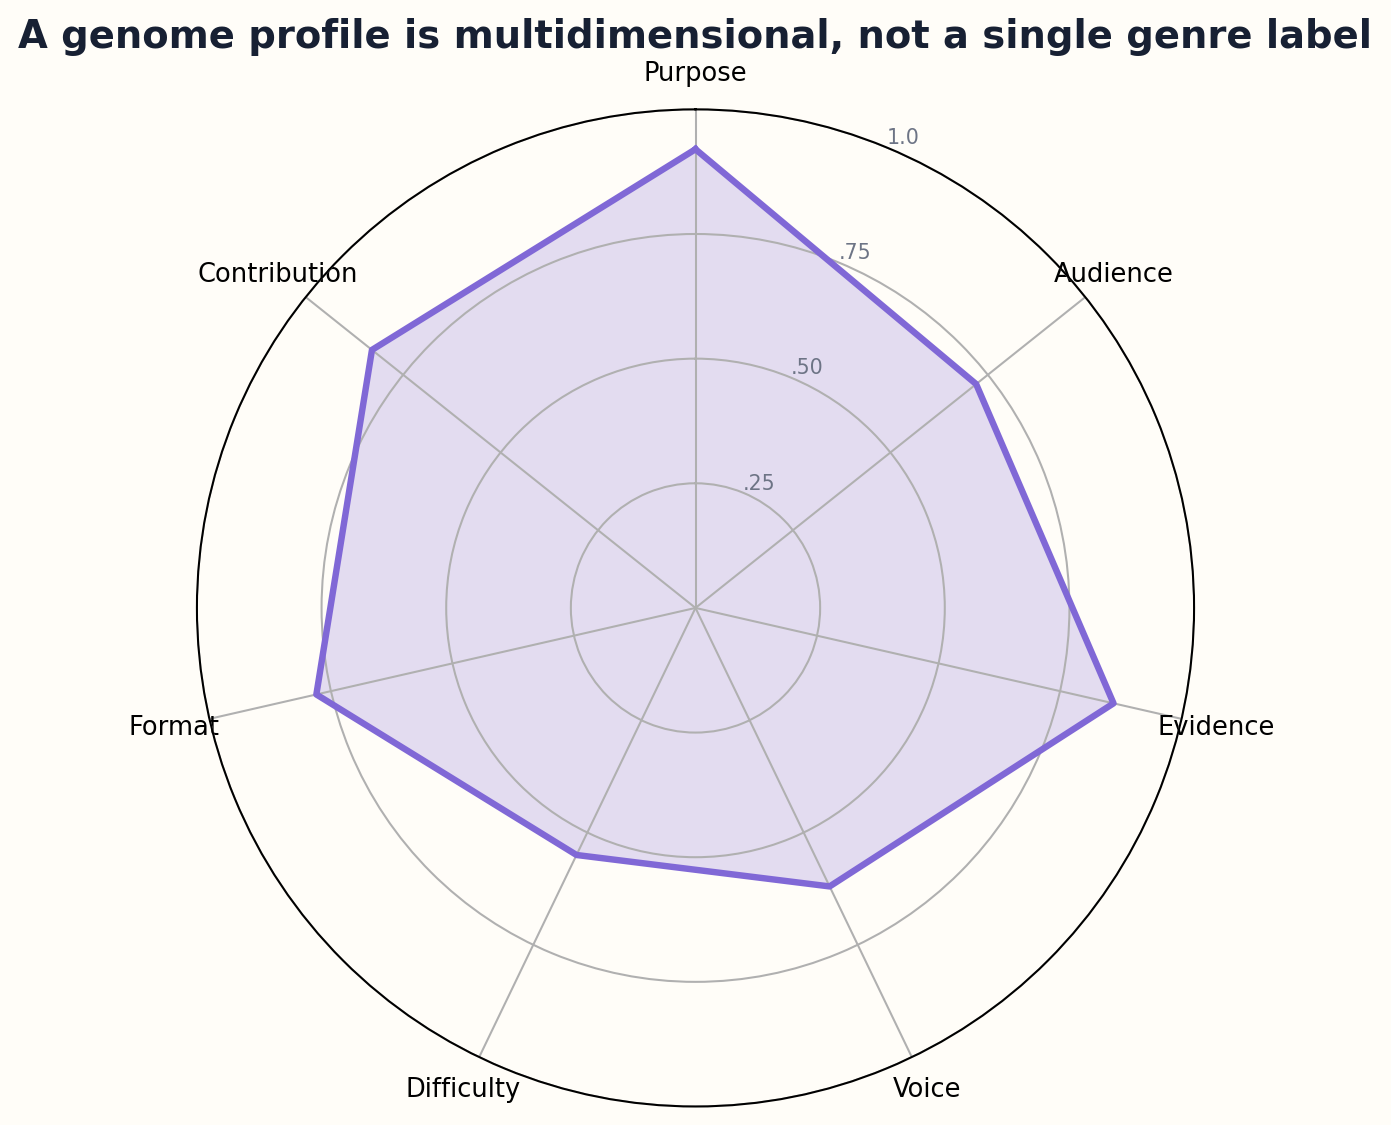 A genome profile is multidimensional, not a single genre label
Purpose
1.0
.75
Contribution
Audience
.50
.25
Format
Evidence
Difficulty
Voice